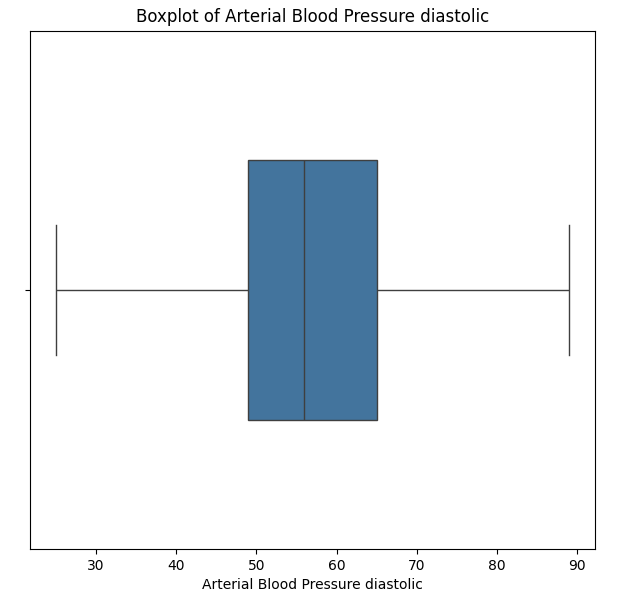 Boxplot of Arterial Blood Pressure diastolic
30 40 50 60 70 80 90
Arterial Blood Pressure diastolic